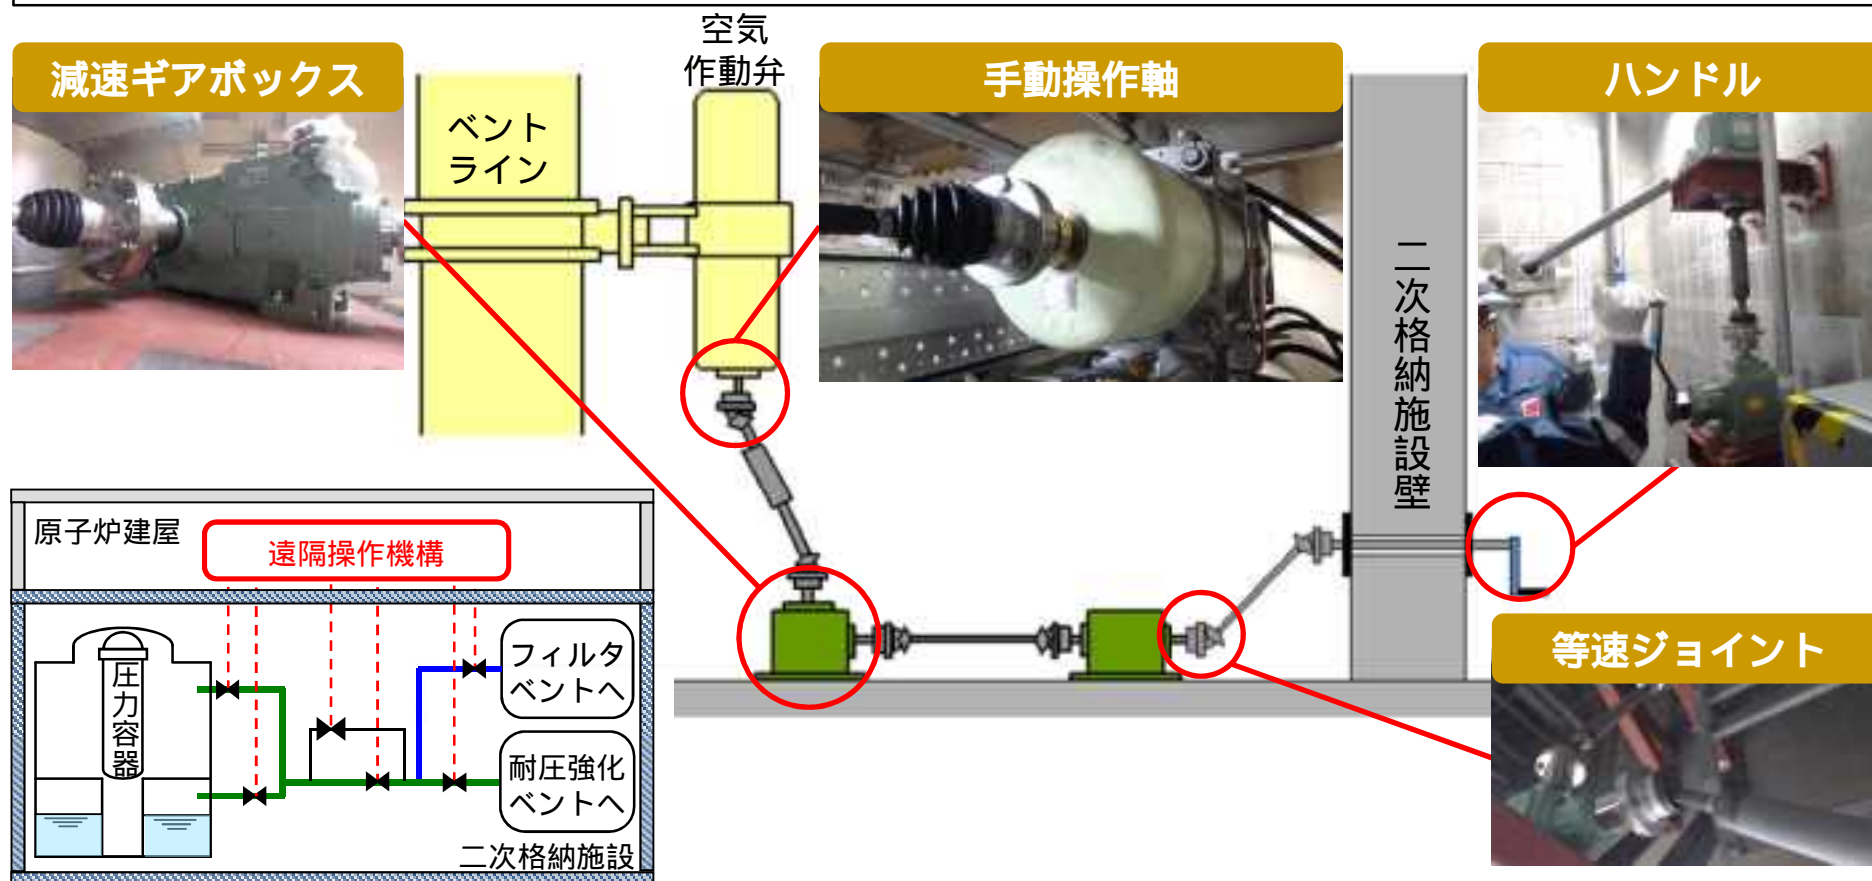 空気
作動弁
減速ギアボックス
手動操作軸
ハンドル
ベント
ライン
二次格納施設壁
原子炉建屋
遠隔操作機構
圧力容器
フィルタ
ベントへ
耐圧強化
ベントへ
二次格納施設
等速ジョイント